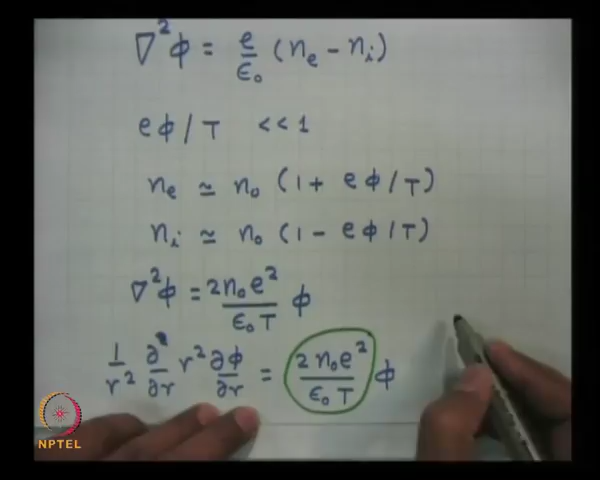 ∇²ϕ = e/ϵ₀ (nₑ - nᵢ)
eϕ/T << 1
nₑ ≃ n₀ (1 + eϕ/T)
nᵢ ≃ n₀ (1 - eϕ/T)
∇²ϕ = 2n₀e²/ϵ₀T ϕ
1/r² ∂/∂r r² ∂ϕ/∂r = 2n₀e²/ϵ₀T ϕ
NPTEL